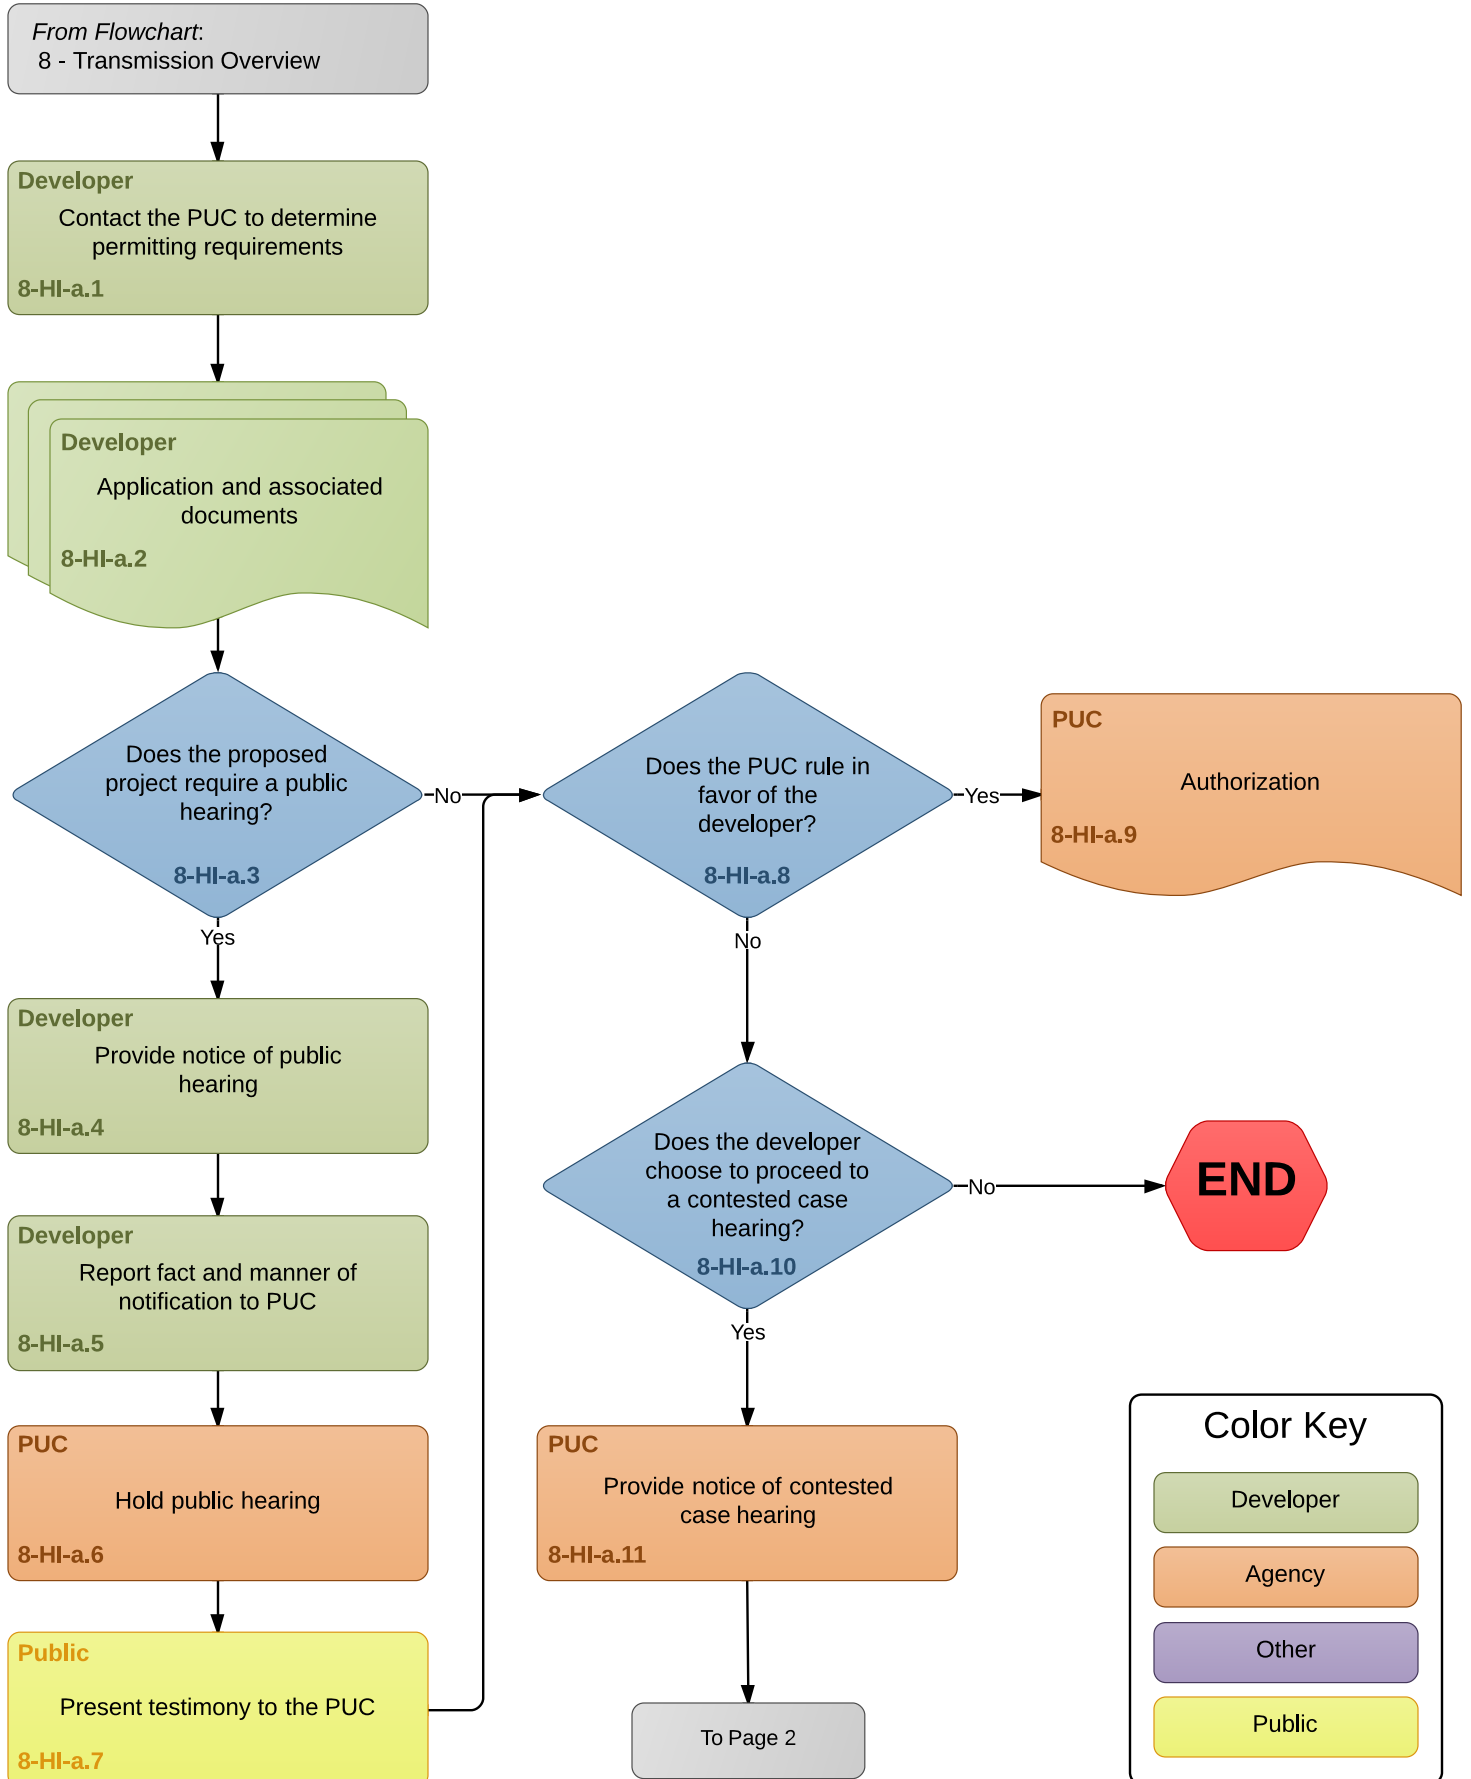 From Flowchart:
8 - Transmission Overview
Developer
Contact the PUC to determine
permitting requirements
8-HI-a.1
Developer
Application and associated
documents
8-HI-a.2
Does the proposed
project require a public
hearing?
8-HI-a.3
No
Yes
Does the PUC rule in
favor of the
developer?
8-HI-a.8
Yes
No
PUC
Authorization
8-HI-a.9
Developer
Provide notice of public
hearing
8-HI-a.4
Developer
Report fact and manner of
notification to PUC
8-HI-a.5
PUC
Hold public hearing
8-HI-a.6
Public
Present testimony to the PUC
8-HI-a.7
Does the developer
choose to proceed to
a contested case
hearing?
8-HI-a.10
No
END
Yes
PUC
Provide notice of contested
case hearing
8-HI-a.11
To Page 2
Color Key
Developer
Agency
Other
Public